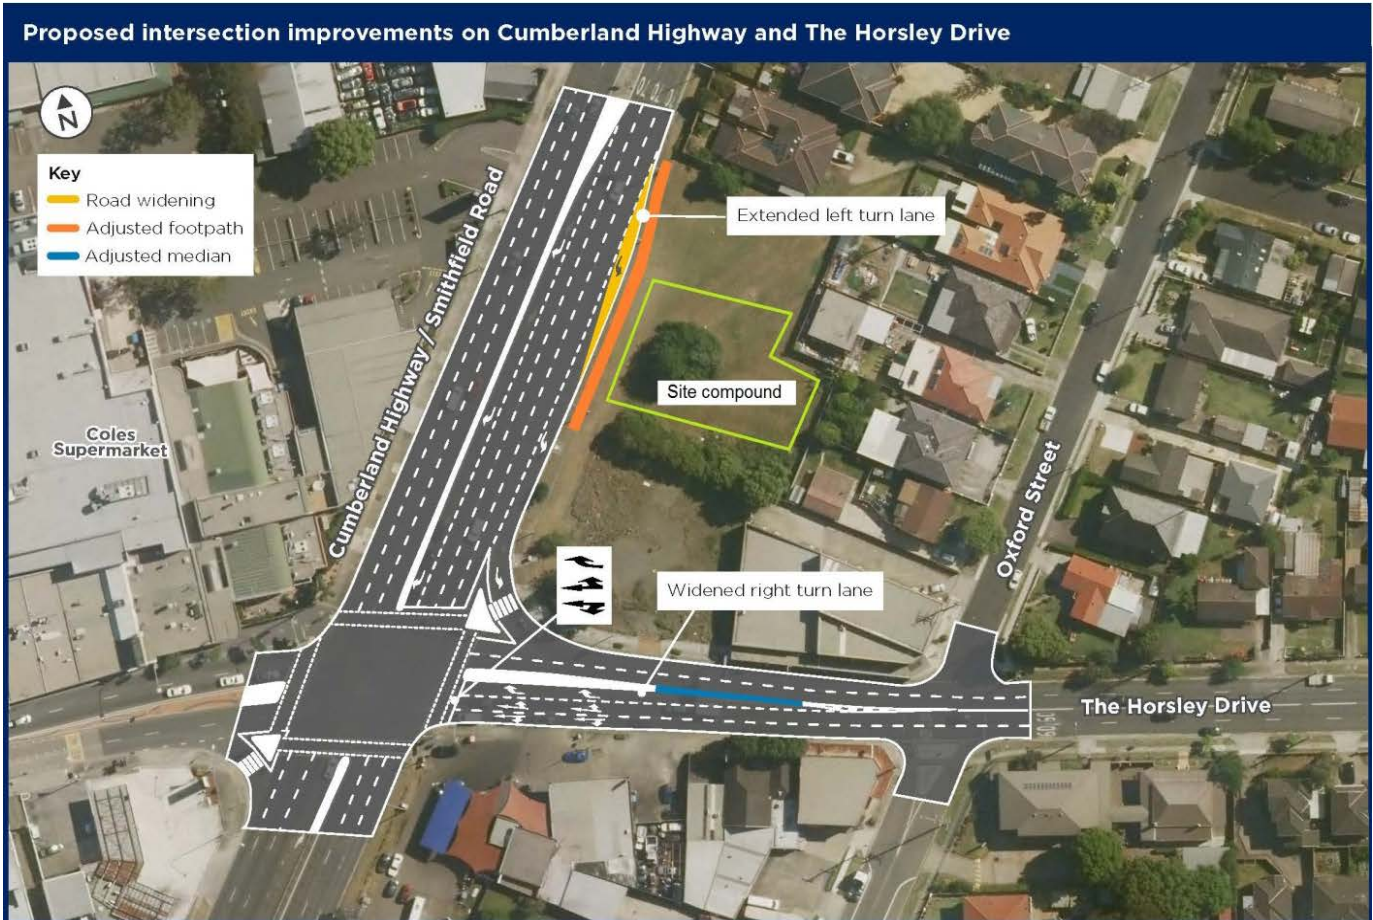 Proposed intersection improvements on Cumberland Highway and The Horsley Drive
N
Key
Road widening
Adjusted footpath
Adjusted median
Cumberland Highway / Smithfield Road
Extended left turn lane
Site compound
Coles
Supermarket
Oxford Street
Widened right turn lane
The Horsley Drive
60 60